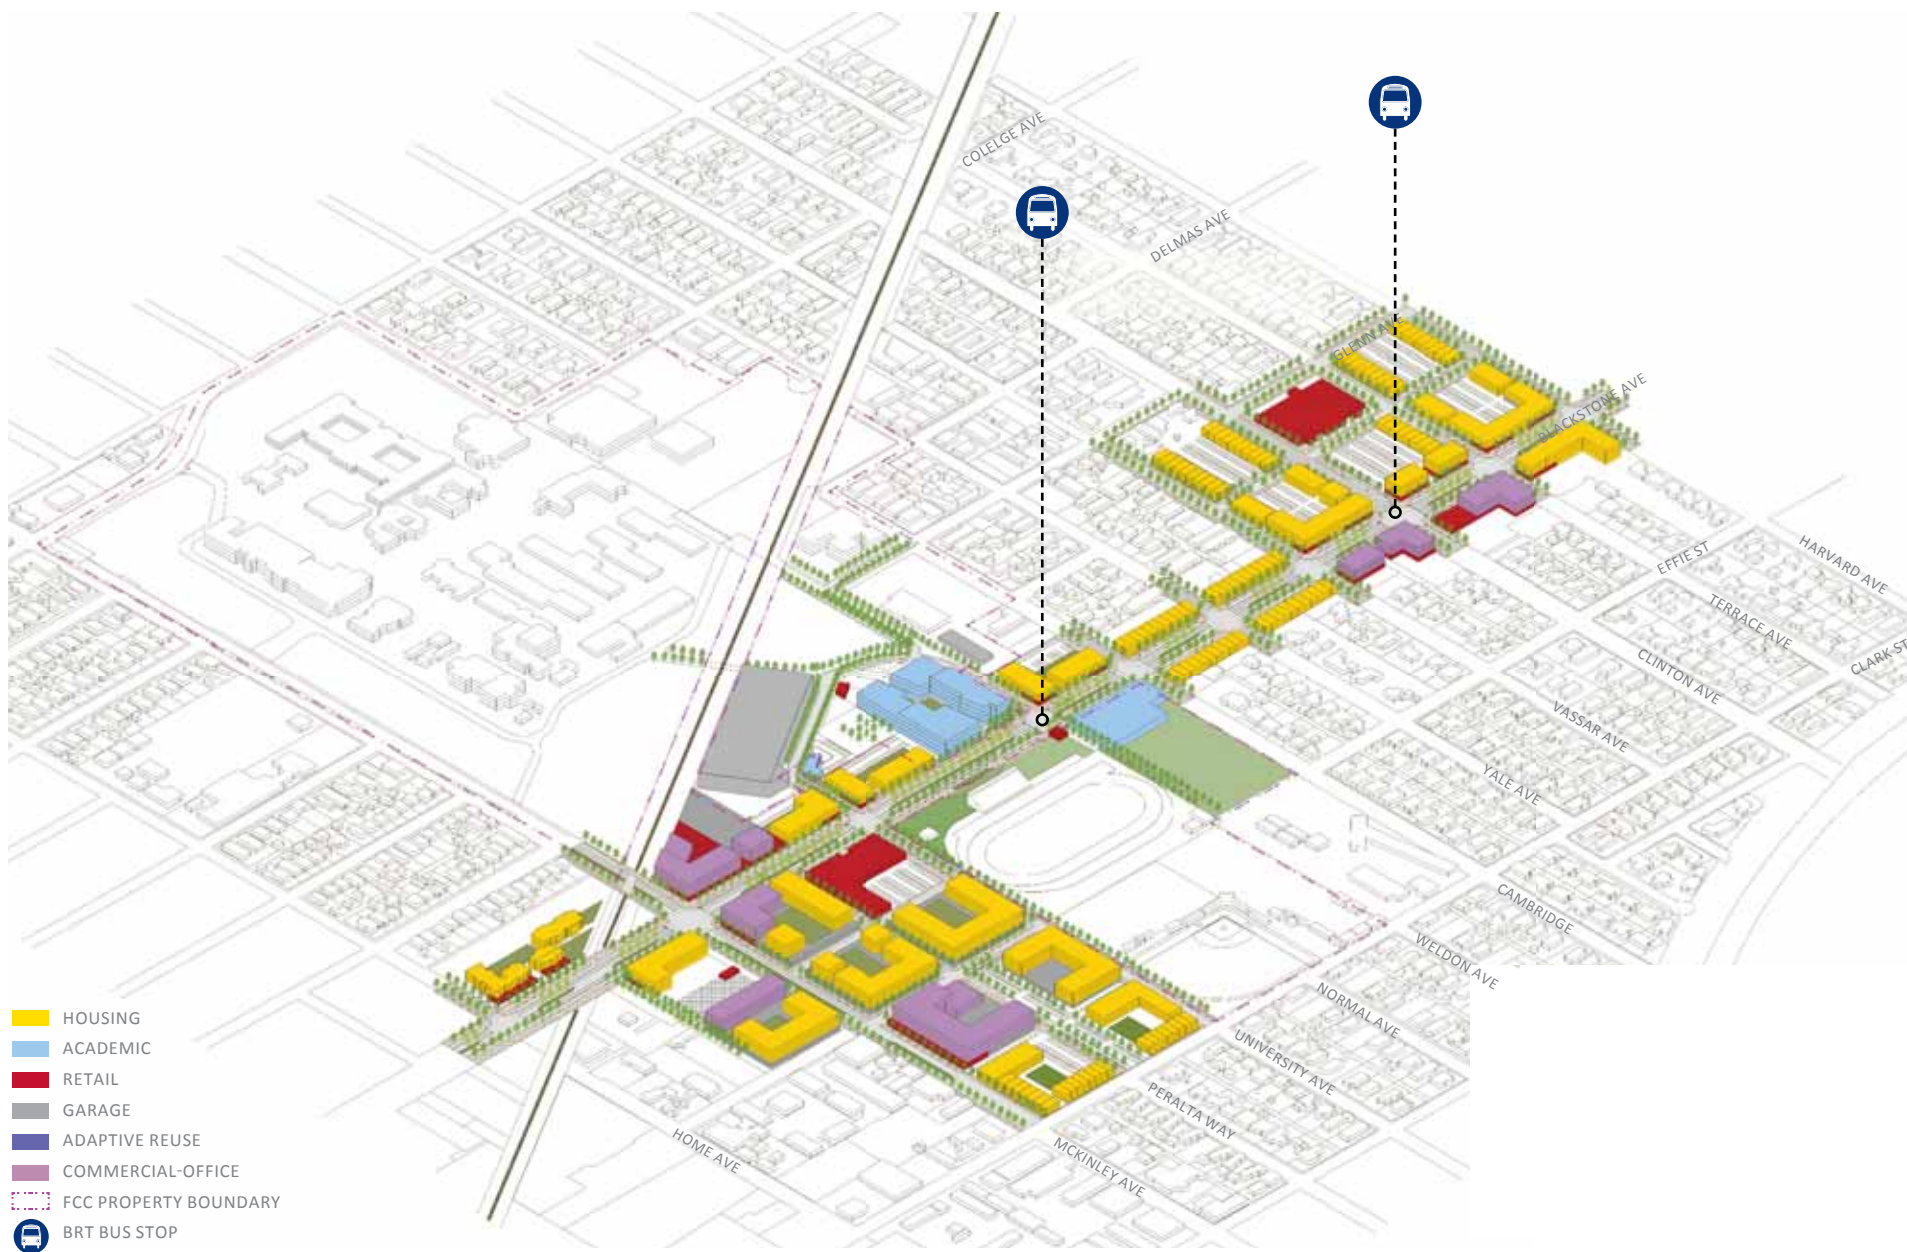 COLELGE AVE
DELMAS AVE
GLENN AVE
BLACKSTONE AVE
EFFIE ST
HARVARD AVE
TERRACE AVE
CLARK ST
CLINTON AVE
VASSAR AVE
YALE AVE
CAMBRIDGE
WELDON AVE
NORMAL AVE
UNIVERSITY AVE
PERALTA WAY
MCKINLEY AVE
HOME AVE
HOUSING
ACADEMIC
RETAIL
GARAGE
ADAPTIVE REUSE
COMMERCIAL-OFFICE
FCC PROPERTY BOUNDARY
BRT BUS STOP